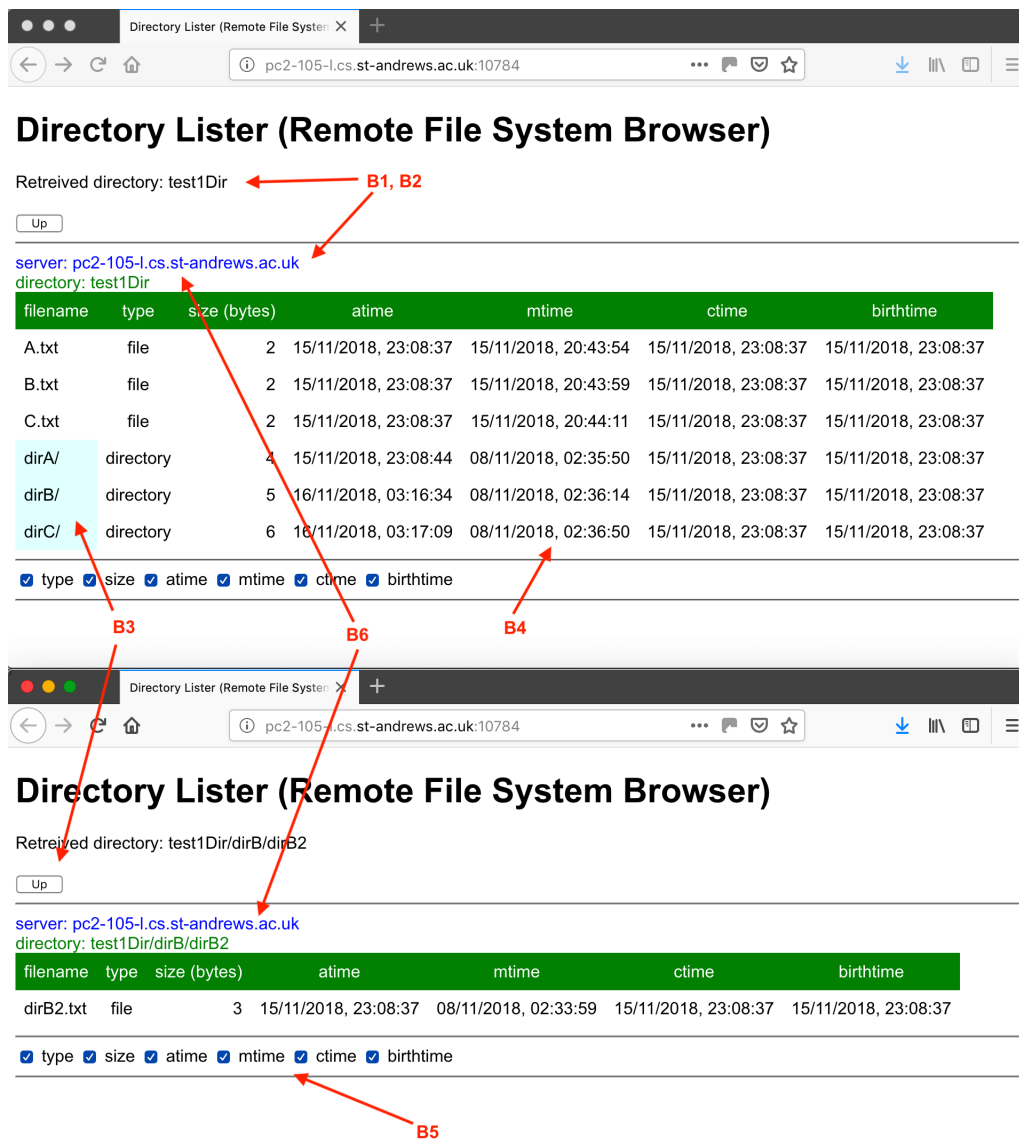 Directory Lister (Remote File System
pc2-105-l.cs.st-andrews.ac.uk:10784
Directory Lister (Remote File System Browser)
Retreived directory: test1Dir
B1, B2
Up
server: pc2-105-l.cs.st-andrews.ac.uk
directory: test1Dir
filename type size (bytes) atime mtime ctime birthtime
A.txt file 2 15/11/2018, 23:08:37 15/11/2018, 20:43:54 15/11/2018, 23:08:37 15/11/2018, 23:08:37
B.txt file 2 15/11/2018, 23:08:37 15/11/2018, 20:43:59 15/11/2018, 23:08:37 15/11/2018, 23:08:37
C.txt file 2 15/11/2018, 23:08:37 15/11/2018, 20:44:11 15/11/2018, 23:08:37 15/11/2018, 23:08:37
dirA/ directory 4 15/11/2018, 23:08:44 08/11/2018, 02:35:50 15/11/2018, 23:08:37 15/11/2018, 23:08:37
dirB/ directory 5 16/11/2018, 03:16:34 08/11/2018, 02:36:14 15/11/2018, 23:08:37 15/11/2018, 23:08:37
dirC/ directory 6 16/11/2018, 03:17:09 08/11/2018, 02:36:50 15/11/2018, 23:08:37 15/11/2018, 23:08:37
type size atime mtime ctime birthtime
B3 B6 B4
Directory Lister (Remote File System
pc2-105-l.cs.st-andrews.ac.uk:10784
Directory Lister (Remote File System Browser)
Retreived directory: test1Dir/dirB/dirB2
Up
server: pc2-105-l.cs.st-andrews.ac.uk
directory: test1Dir/dirB/dirB2
filename type size (bytes) atime mtime ctime birthtime
dirB2.txt file 3 15/11/2018, 23:08:37 08/11/2018, 02:33:59 15/11/2018, 23:08:37 15/11/2018, 23:08:37
type size atime mtime ctime birthtime
B5